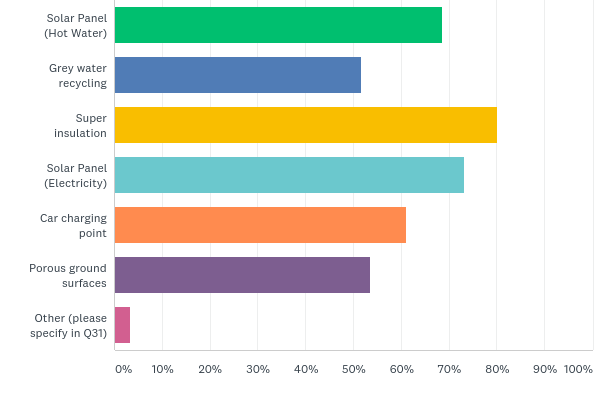 Solar Panel
(Hot Water)
Grey water
recycling
Super
insulation
Solar Panel
(Electricity)
Car charging
point
Porous ground
surfaces
Other (please
specify in Q31)
0% 10% 20% 30% 40% 50% 60% 70% 80% 90% 100%